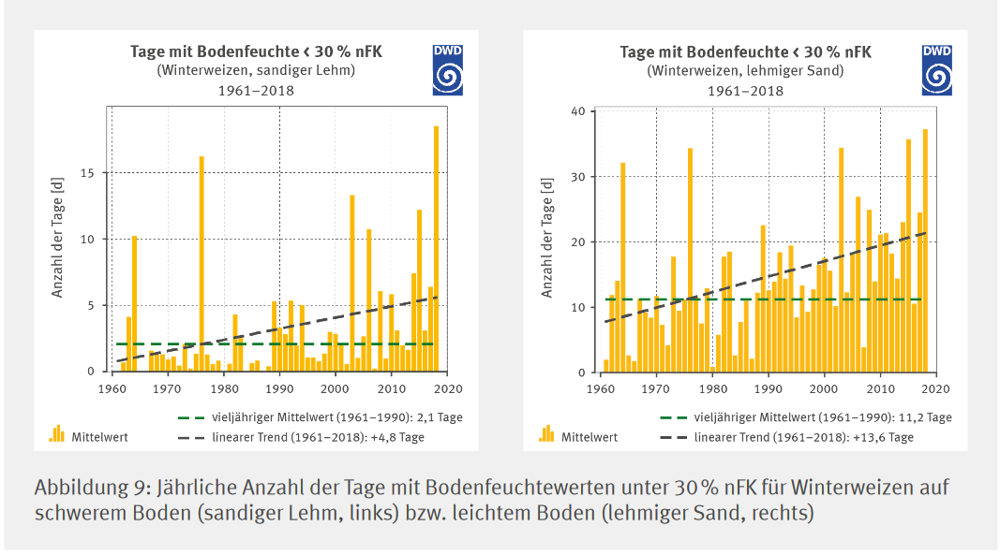 Tage mit Bodenfeuchte < 30 % nFK
(Winterweizen, sandiger Lehm)
1961–2018
DWD
Anzahl der Tage [d]
15
10
5
0
1960
1970
1980
1990
2000
2010
2020
Mittelwert
vieljähriger Mittelwert (1961–1990): 2,1 Tage
linearer Trend (1961–2018): +4,8 Tage
Tage mit Bodenfeuchte < 30 % nFK
(Winterweizen, lehmiger Sand)
1961–2018
DWD
Anzahl der Tage [d]
40
30
20
10
0
1960
1970
1980
1990
2000
2010
2020
Mittelwert
vieljähriger Mittelwert (1961–1990): 11,2 Tage
linearer Trend (1961–2018): +13,6 Tage
Abbildung 9: Jährliche Anzahl der Tage mit Bodenfeuchtewerten unter 30 % nFK für Winterweizen auf
schwerem Boden (sandiger Lehm, links) bzw. leichtem Boden (lehmiger Sand, rechts)